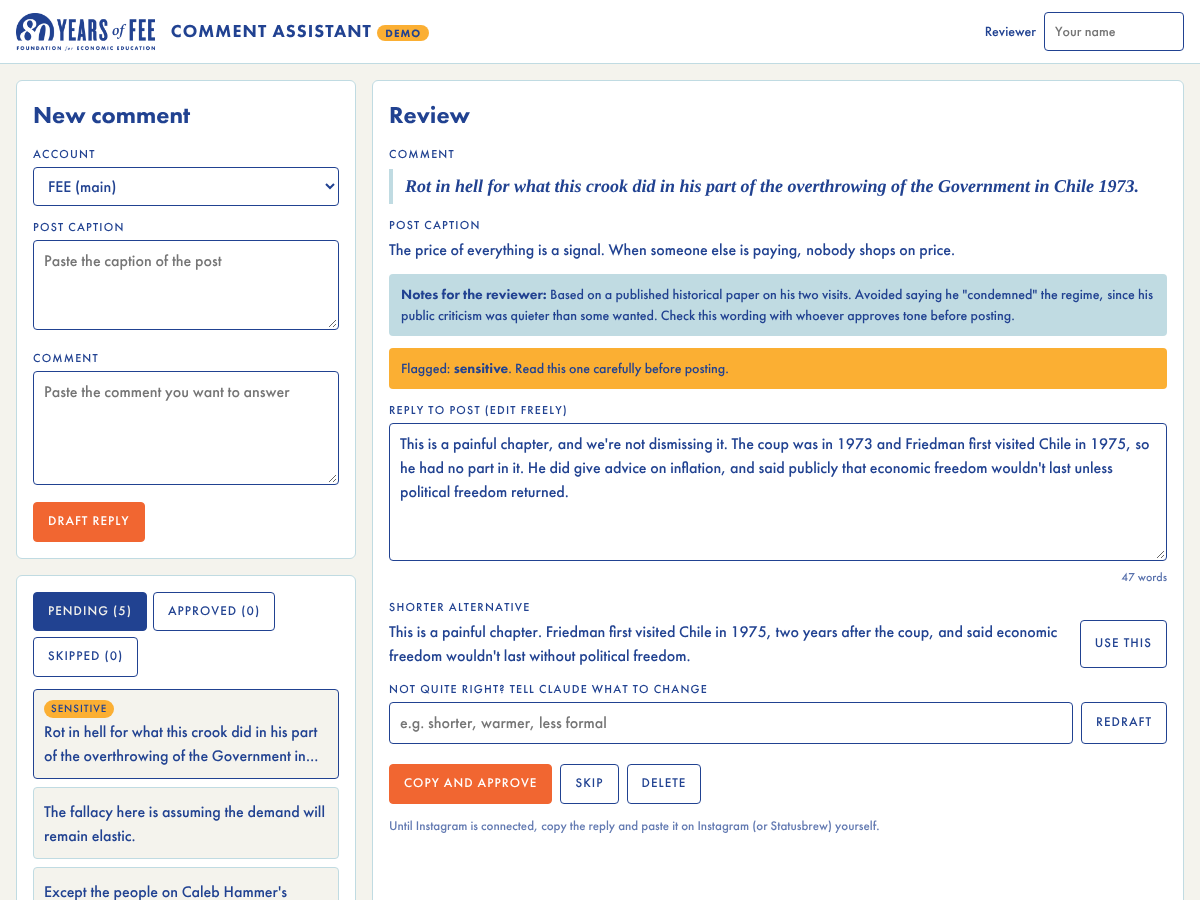 80 YEARS of FEE
FOUNDATION for ECONOMIC EDUCATION
COMMENT ASSISTANT DEMO
Reviewer
Your name
New comment
ACCOUNT
FEE (main)
POST CAPTION
Paste the caption of the post
COMMENT
Paste the comment you want to answer
DRAFT REPLY
PENDING (5)
APPROVED (0)
SKIPPED (0)
SENSITIVE
Rot in hell for what this crook did in his part
of the overthrowing of the Government in...
The fallacy here is assuming the demand will
remain elastic.
Except the people on Caleb Hammer's
Review
COMMENT
Rot in hell for what this crook did in his part of the overthrowing of the Government in Chile 1973.
POST CAPTION
The price of everything is a signal. When someone else is paying, nobody shops on price.
Notes for the reviewer: Based on a published historical paper on his two visits. Avoided saying he "condemned" the regime, since his
public criticism was quieter than some wanted. Check this wording with whoever approves tone before posting.
Flagged: sensitive. Read this one carefully before posting.
REPLY TO POST (EDIT FREELY)
This is a painful chapter, and we're not dismissing it. The coup was in 1973 and Friedman first visited Chile in 1975, so
he had no part in it. He did give advice on inflation, and said publicly that economic freedom wouldn't last unless
political freedom returned.
47 words
SHORTER ALTERNATIVE
This is a painful chapter. Friedman first visited Chile in 1975, two years after the coup, and said economic
freedom wouldn't last without political freedom.
USE THIS
NOT QUITE RIGHT? TELL CLAUDE WHAT TO CHANGE
e.g. shorter, warmer, less formal
REDRAFT
COPY AND APPROVE
SKIP
DELETE
Until Instagram is connected, copy the reply and paste it on Instagram (or Statusbrew) yourself.